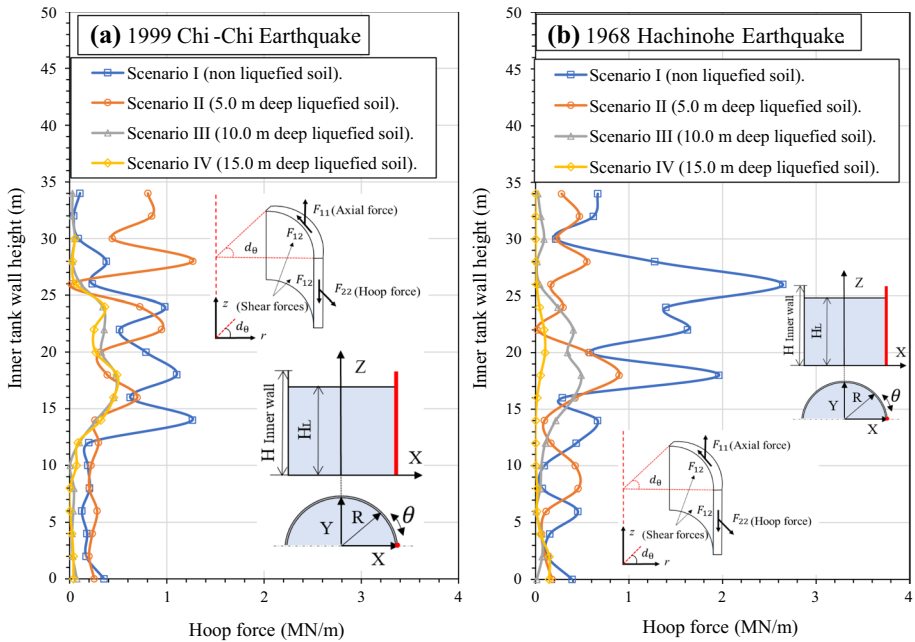 (a) 1999 Chi -Chi Earthquake
Scenario I (non liquefied soil).
Scenario II (5.0 m deep liquefied soil).
Scenario III (10.0 m deep liquefied soil).
Scenario IV (15.0 m deep liquefied soil).
Inner tank wall height (m)
50
45
40
35
30
25
20
15
10
5
0
0
1
2
3
4
Hoop force (MN/m)
F11 (Axial force)
F12
dθ
F12
F22 (Hoop force)
z
(Shear forces)
dθ
r
Z
H Inner wall
HL
X
Y
R
θ
X
(b) 1968 Hachinohe Earthquake
Scenario I (non liquefied soil).
Scenario II (5.0 m deep liquefied soil).
Scenario III (10.0 m deep liquefied soil).
Scenario IV (15.0 m deep liquefied soil).
Inner tank wall height (m)
50
45
40
35
30
25
20
15
10
5
0
0
1
2
3
4
Hoop force (MN/m)
Z
H Inner wall
HL
X
Y
R
θ
X
F11 (Axial force)
F12
dθ
F12
F22 (Hoop force)
z
(Shear forces)
dθ
r